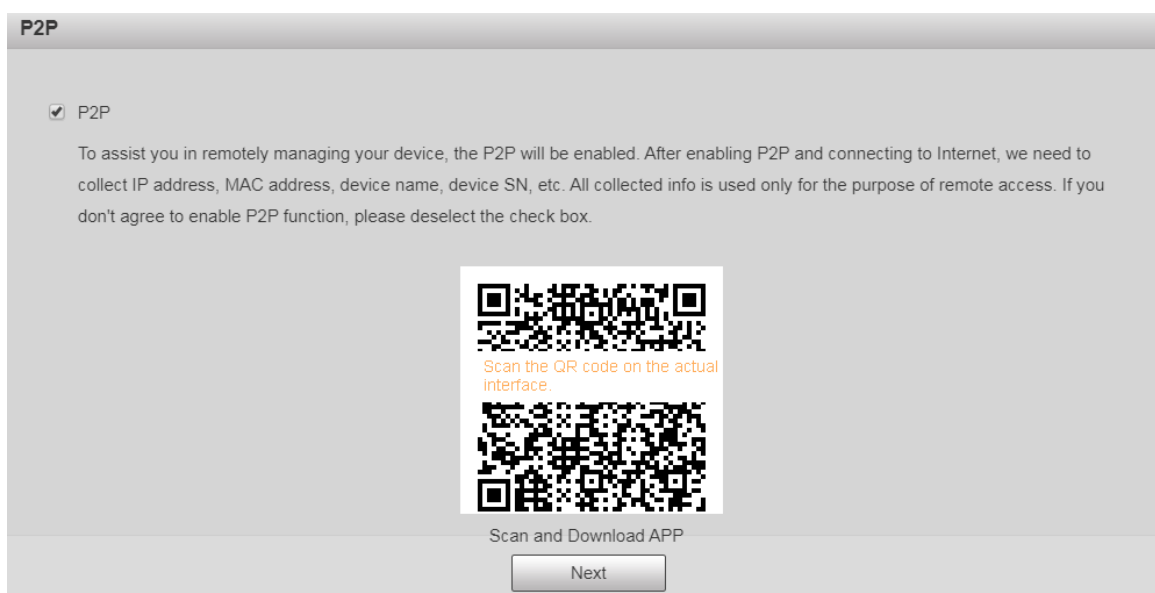 P2P
P2P
To assist you in remotely managing your device, the P2P will be enabled. After enabling P2P and connecting to Internet, we need to
collect IP address, MAC address, device name, device SN, etc. All collected info is used only for the purpose of remote access. If you
don't agree to enable P2P function, please deselect the check box.
Scan the QR code on the actual
interface.
Scan and Download APP
Next